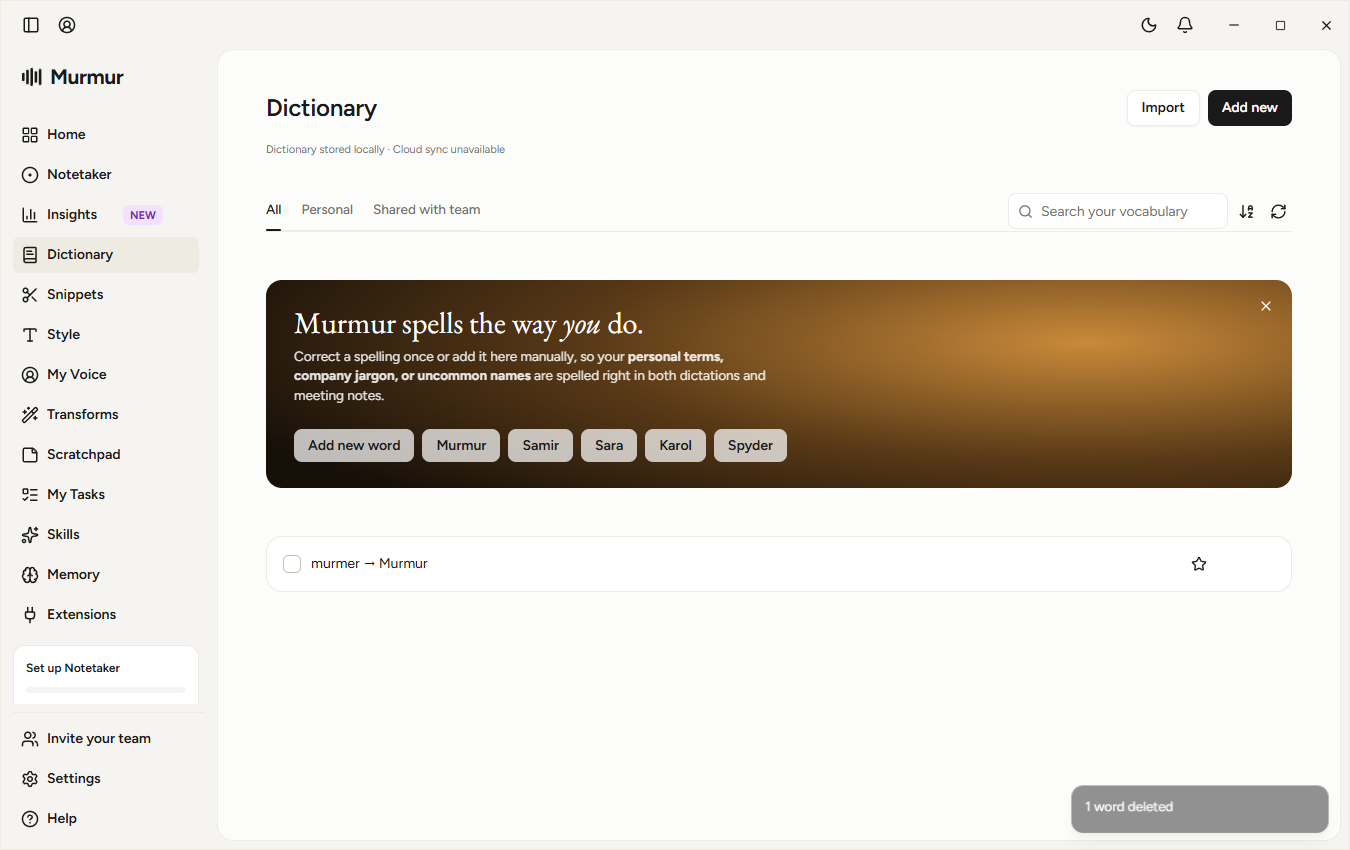 Murmur
Home
Notetaker
Insights NEW
Dictionary
Snippets
Style
My Voice
Transforms
Scratchpad
My Tasks
Skills
Memory
Extensions
Set up Notetaker
Invite your team
Settings
Help
Dictionary
Import Add new
Dictionary stored locally · Cloud sync unavailable
All Personal Shared with team
Search your vocabulary
Murmur spells the way you do.
Correct a spelling once or add it here manually, so your personal terms,
company jargon, or uncommon names are spelled right in both dictations and
meeting notes.
Add new word Murmur Samir Sara Karol Spyder
murmer → Murmur
1 word deleted